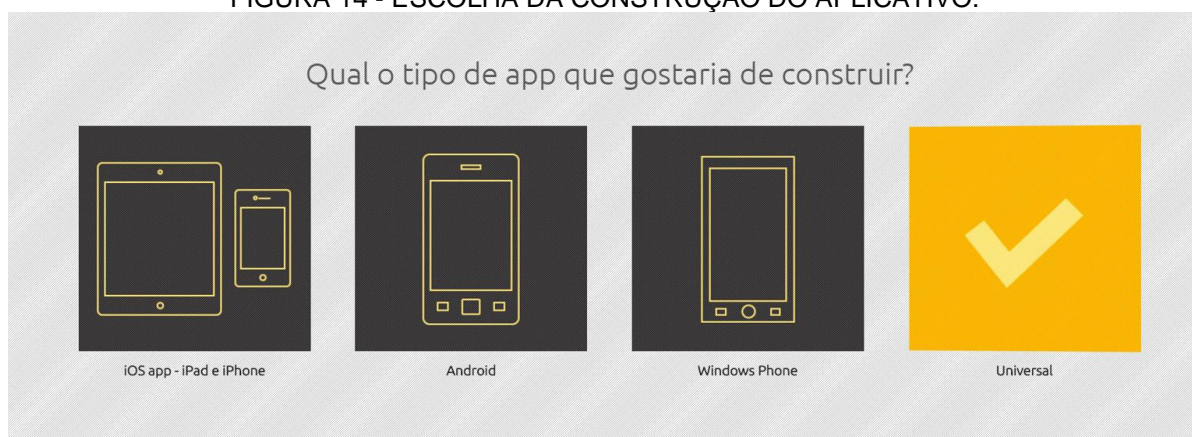 FIGURA 14 - ESCOLHA DA CONSTRUÇÃO DO APLICATIVO.
Qual o tipo de app que gostaria de construir?
iOS app - iPad e iPhone
Android
Windows Phone
Universal